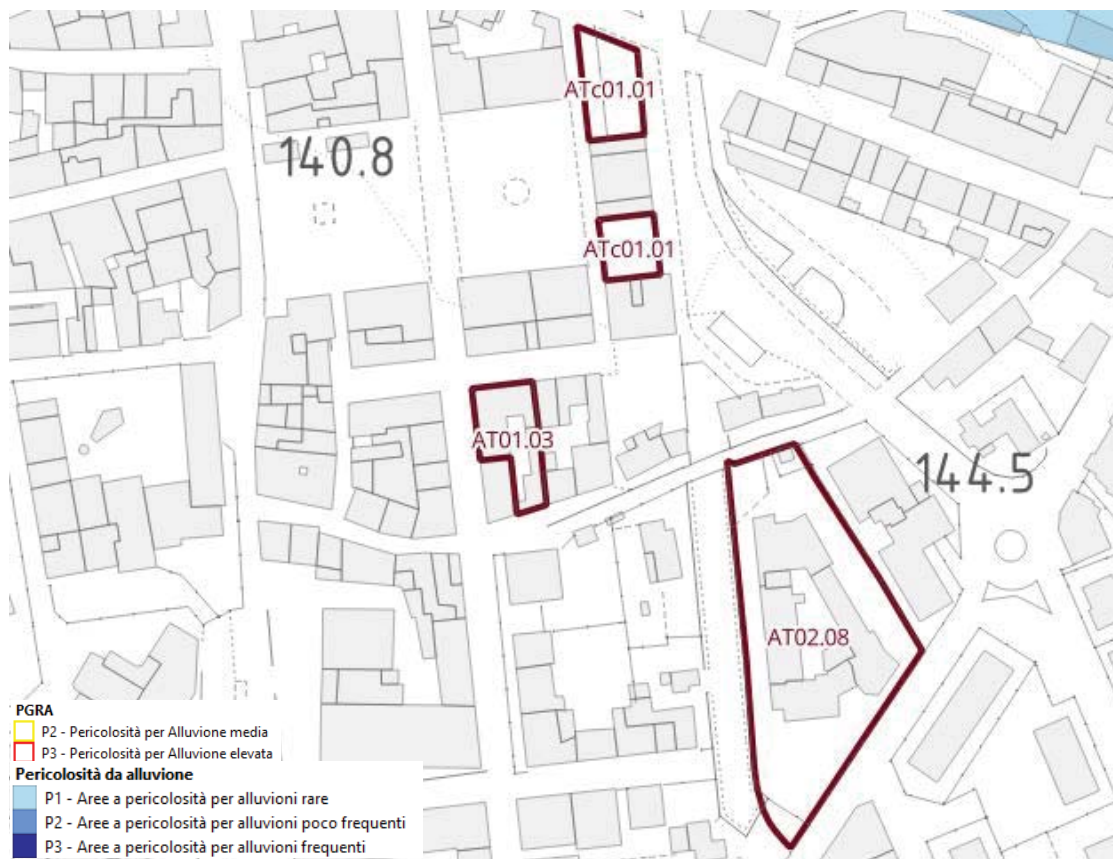 ATc01.01
140.8
ATc01.01
AT01.03
144.5
AT02.08
PGRA
P2 - Pericolosità per Alluvione media
P3 - Pericolosità per Alluvione elevata
Pericolosità da alluvione
P1 - Aree a pericolosità per alluvioni rare
P2 - Aree a pericolosità per alluvioni poco frequenti
P3 - Aree a pericolosità per alluvioni frequenti